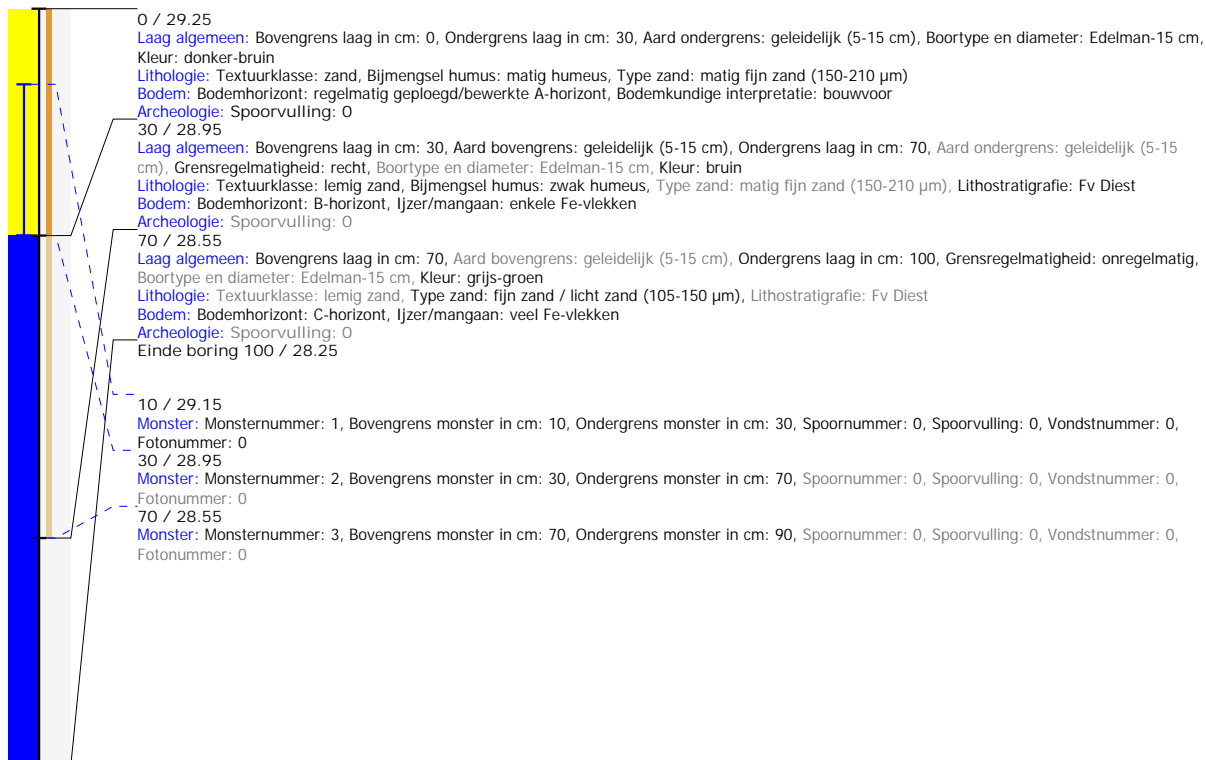 0 / 29.25
Laag algemeen: Bovengrens laag in cm: 0, Ondergrens laag in cm: 30, Aard ondergrens: geleidelijk (5-15 cm), Boortype en diameter: Edelman-15 cm,
Kleur: donker-bruin
Lithologie: Textuurklasse: zand, Bijmengsel humus: matig humeus, Type zand: matig fijn zand (150-210 µm)
Bodem: Bodemhorizont: regelmatig geploegd/bewerkte A-horizont, Bodemkundige interpretatie: bouwvoor
Archeologie: Spoorvulling: 0
30 / 28.95
Laag algemeen: Bovengrens laag in cm: 30, Aard bovengrens: geleidelijk (5-15 cm), Ondergrens laag in cm: 70, Aard ondergrens: geleidelijk (5-15
cm), Grensregelmatigheid: recht, Boortype en diameter: Edelman-15 cm, Kleur: bruin
Lithologie: Textuurklasse: lemig zand, Bijmengsel humus: zwak humeus, Type zand: matig fijn zand (150-210 µm), Lithostratigrafie: Fv Diest
Bodem: Bodemhorizont: B-horizont, Ijzer/mangaan: enkele Fe-vlekken
Archeologie: Spoorvulling: 0
70 / 28.55
Laag algemeen: Bovengrens laag in cm: 70, Aard bovengrens: geleidelijk (5-15 cm), Ondergrens laag in cm: 100, Grensregelmatigheid: onregelmatig,
Boortype en diameter: Edelman-15 cm, Kleur: grijs-groen
Lithologie: Textuurklasse: lemig zand, Type zand: fijn zand / licht zand (105-150 µm), Lithostratigrafie: Fv Diest
Bodem: Bodemhorizont: C-horizont, Ijzer/mangaan: veel Fe-vlekken
Archeologie: Spoorvulling: 0
Einde boring 100 / 28.25
10 / 29.15
Monster: Monsternummer: 1, Bovengrens monster in cm: 10, Ondergrens monster in cm: 30, Spoornummer: 0, Spoorvulling: 0, Vondstnummer: 0,
Fotonummer: 0
30 / 28.95
Monster: Monsternummer: 2, Bovengrens monster in cm: 30, Ondergrens monster in cm: 70, Spoornummer: 0, Spoorvulling: 0, Vondstnummer: 0,
Fotonummer: 0
70 / 28.55
Monster: Monsternummer: 3, Bovengrens monster in cm: 70, Ondergrens monster in cm: 90, Spoornummer: 0, Spoorvulling: 0, Vondstnummer: 0,
Fotonummer: 0